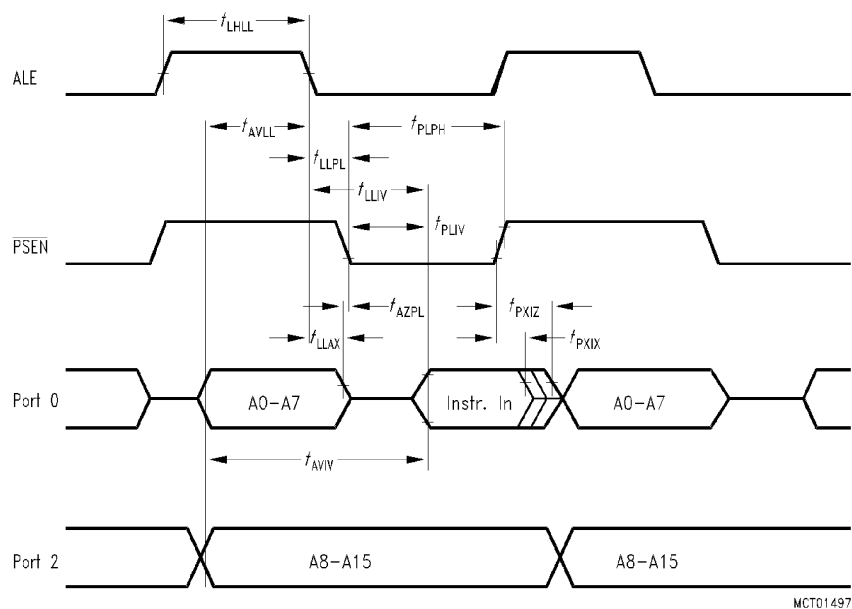 tLHLL
ALE
tAVLL
tPLPH
tLLPL
tLLIV
PSEN
tPLIV
tAZPL
tPXIZ
tLLAX
tPXIX
Port 0
A0-A7
Instr. In
A0-A7
tAVIV
Port 2
A8-A15
A8-A15
MCT01497